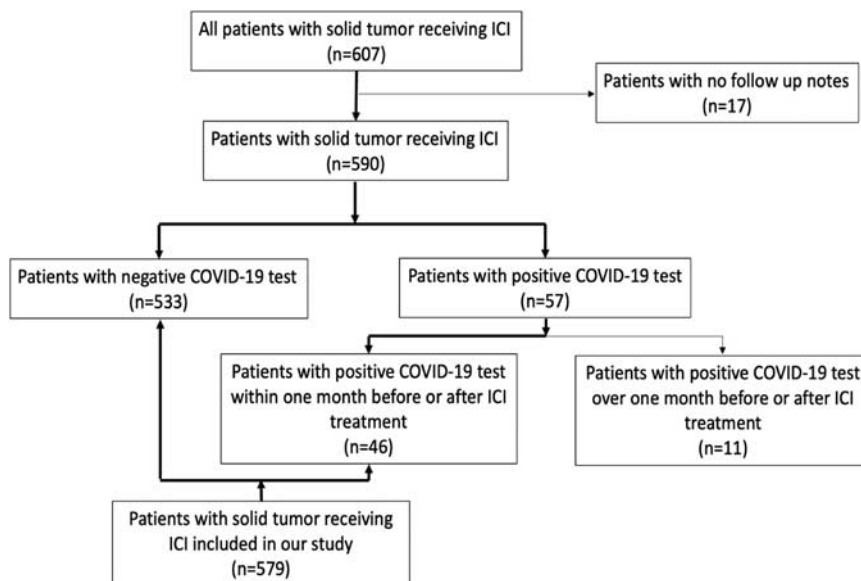 All patients with solid tumor receiving ICI
(n=607)
Patients with no follow up notes
(n=17)
Patients with solid tumor receiving ICI
(n=590)
Patients with negative COVID-19 test
(n=533)
Patients with positive COVID-19 test
(n=57)
Patients with positive COVID-19 test
within one month before or after ICI
treatment
(n=46)
Patients with positive COVID-19 test
over one month before or after ICI
treatment
(n=11)
Patients with solid tumor receiving
ICI included in our study
(n=579)